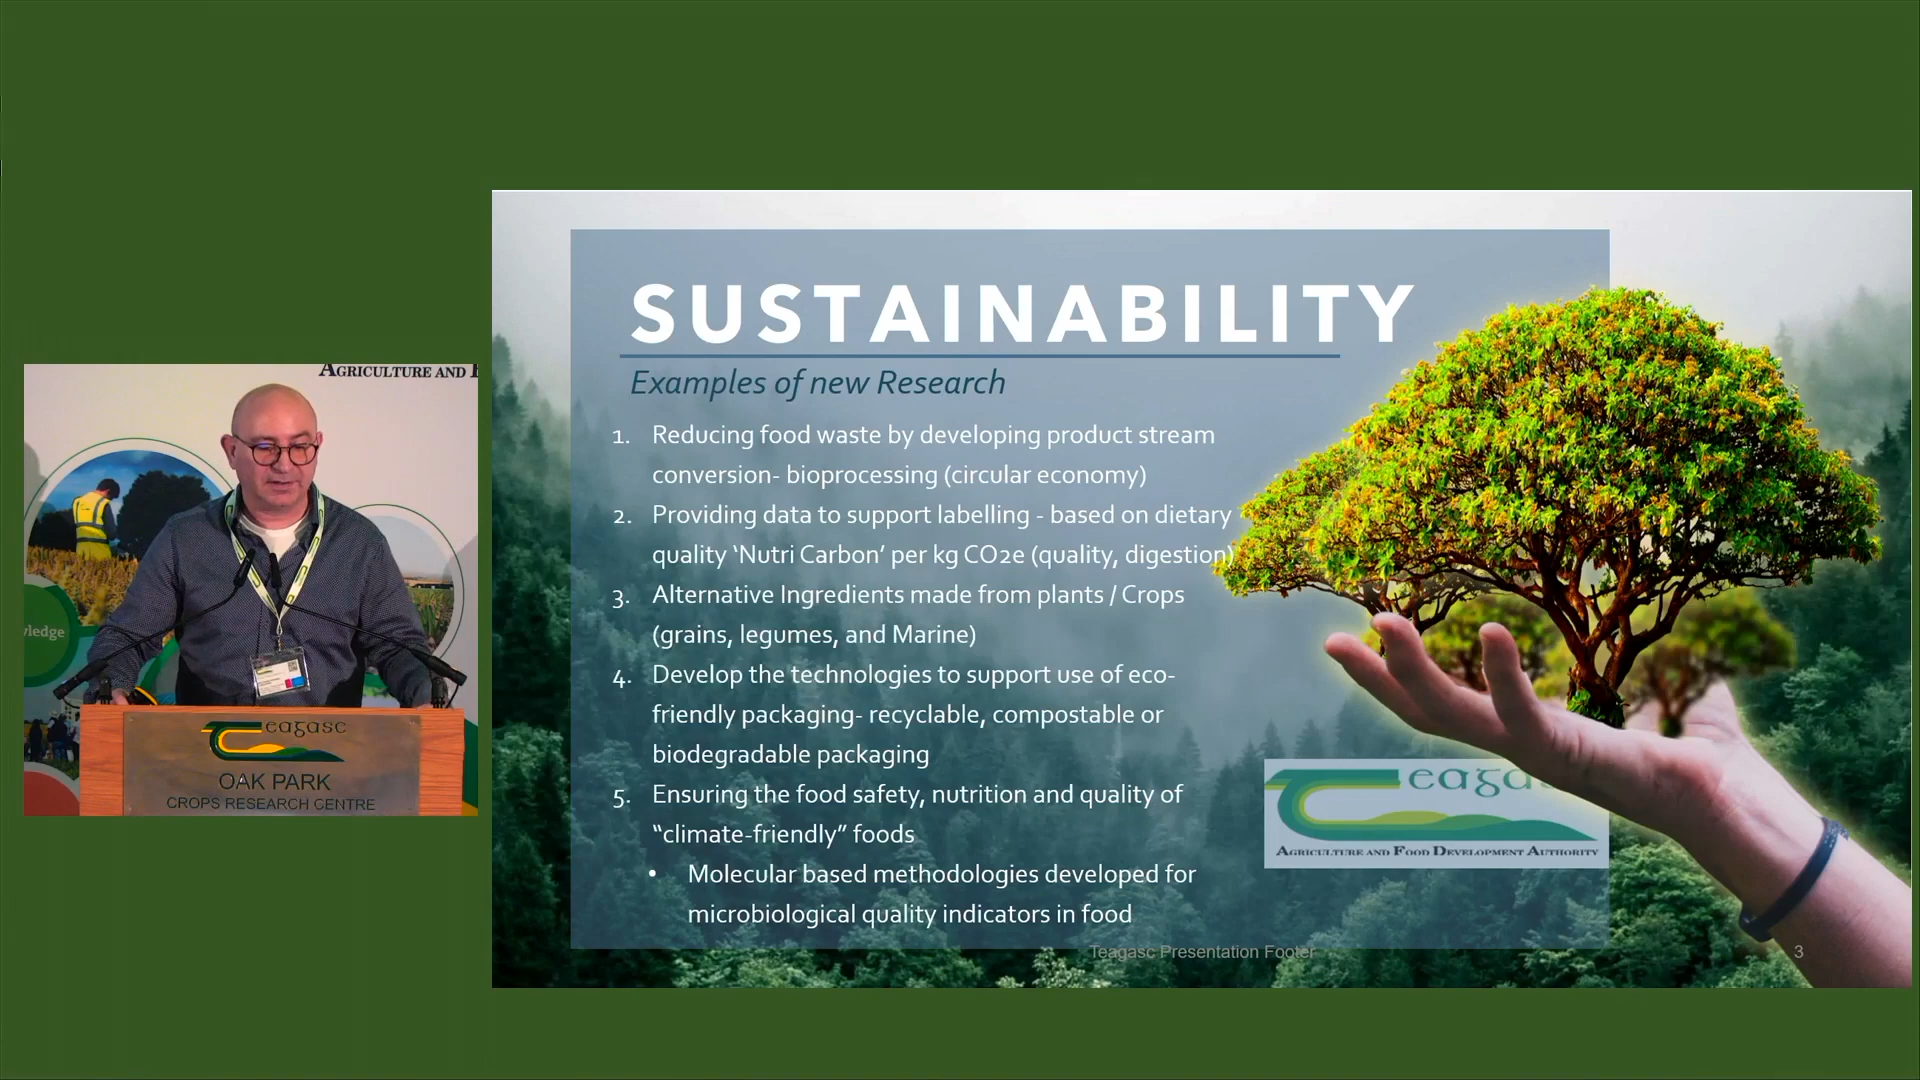 AGRICULTURE AND
ledge
eagasc
OAK PARK
CROPS RESEARCH CENTRE
SUSTAINABILITY
Examples of new Research
1. Reducing food waste by developing product stream
conversion- bioprocessing (circular economy)
2. Providing data to support labelling - based on dietary
quality ‘Nutri Carbon’ per kg CO2e (quality, digestion)
3. Alternative Ingredients made from plants / Crops
(grains, legumes, and Marine)
4. Develop the technologies to support use of eco-
friendly packaging- recyclable, compostable or
biodegradable packaging
5. Ensuring the food safety, nutrition and quality of
“climate-friendly” foods
• Molecular based methodologies developed for
microbiological quality indicators in food
eagas
AGRICULTURE AND FOOD DEVELOPMENT AUTHORITY
Teagasc Presentation Footer
3